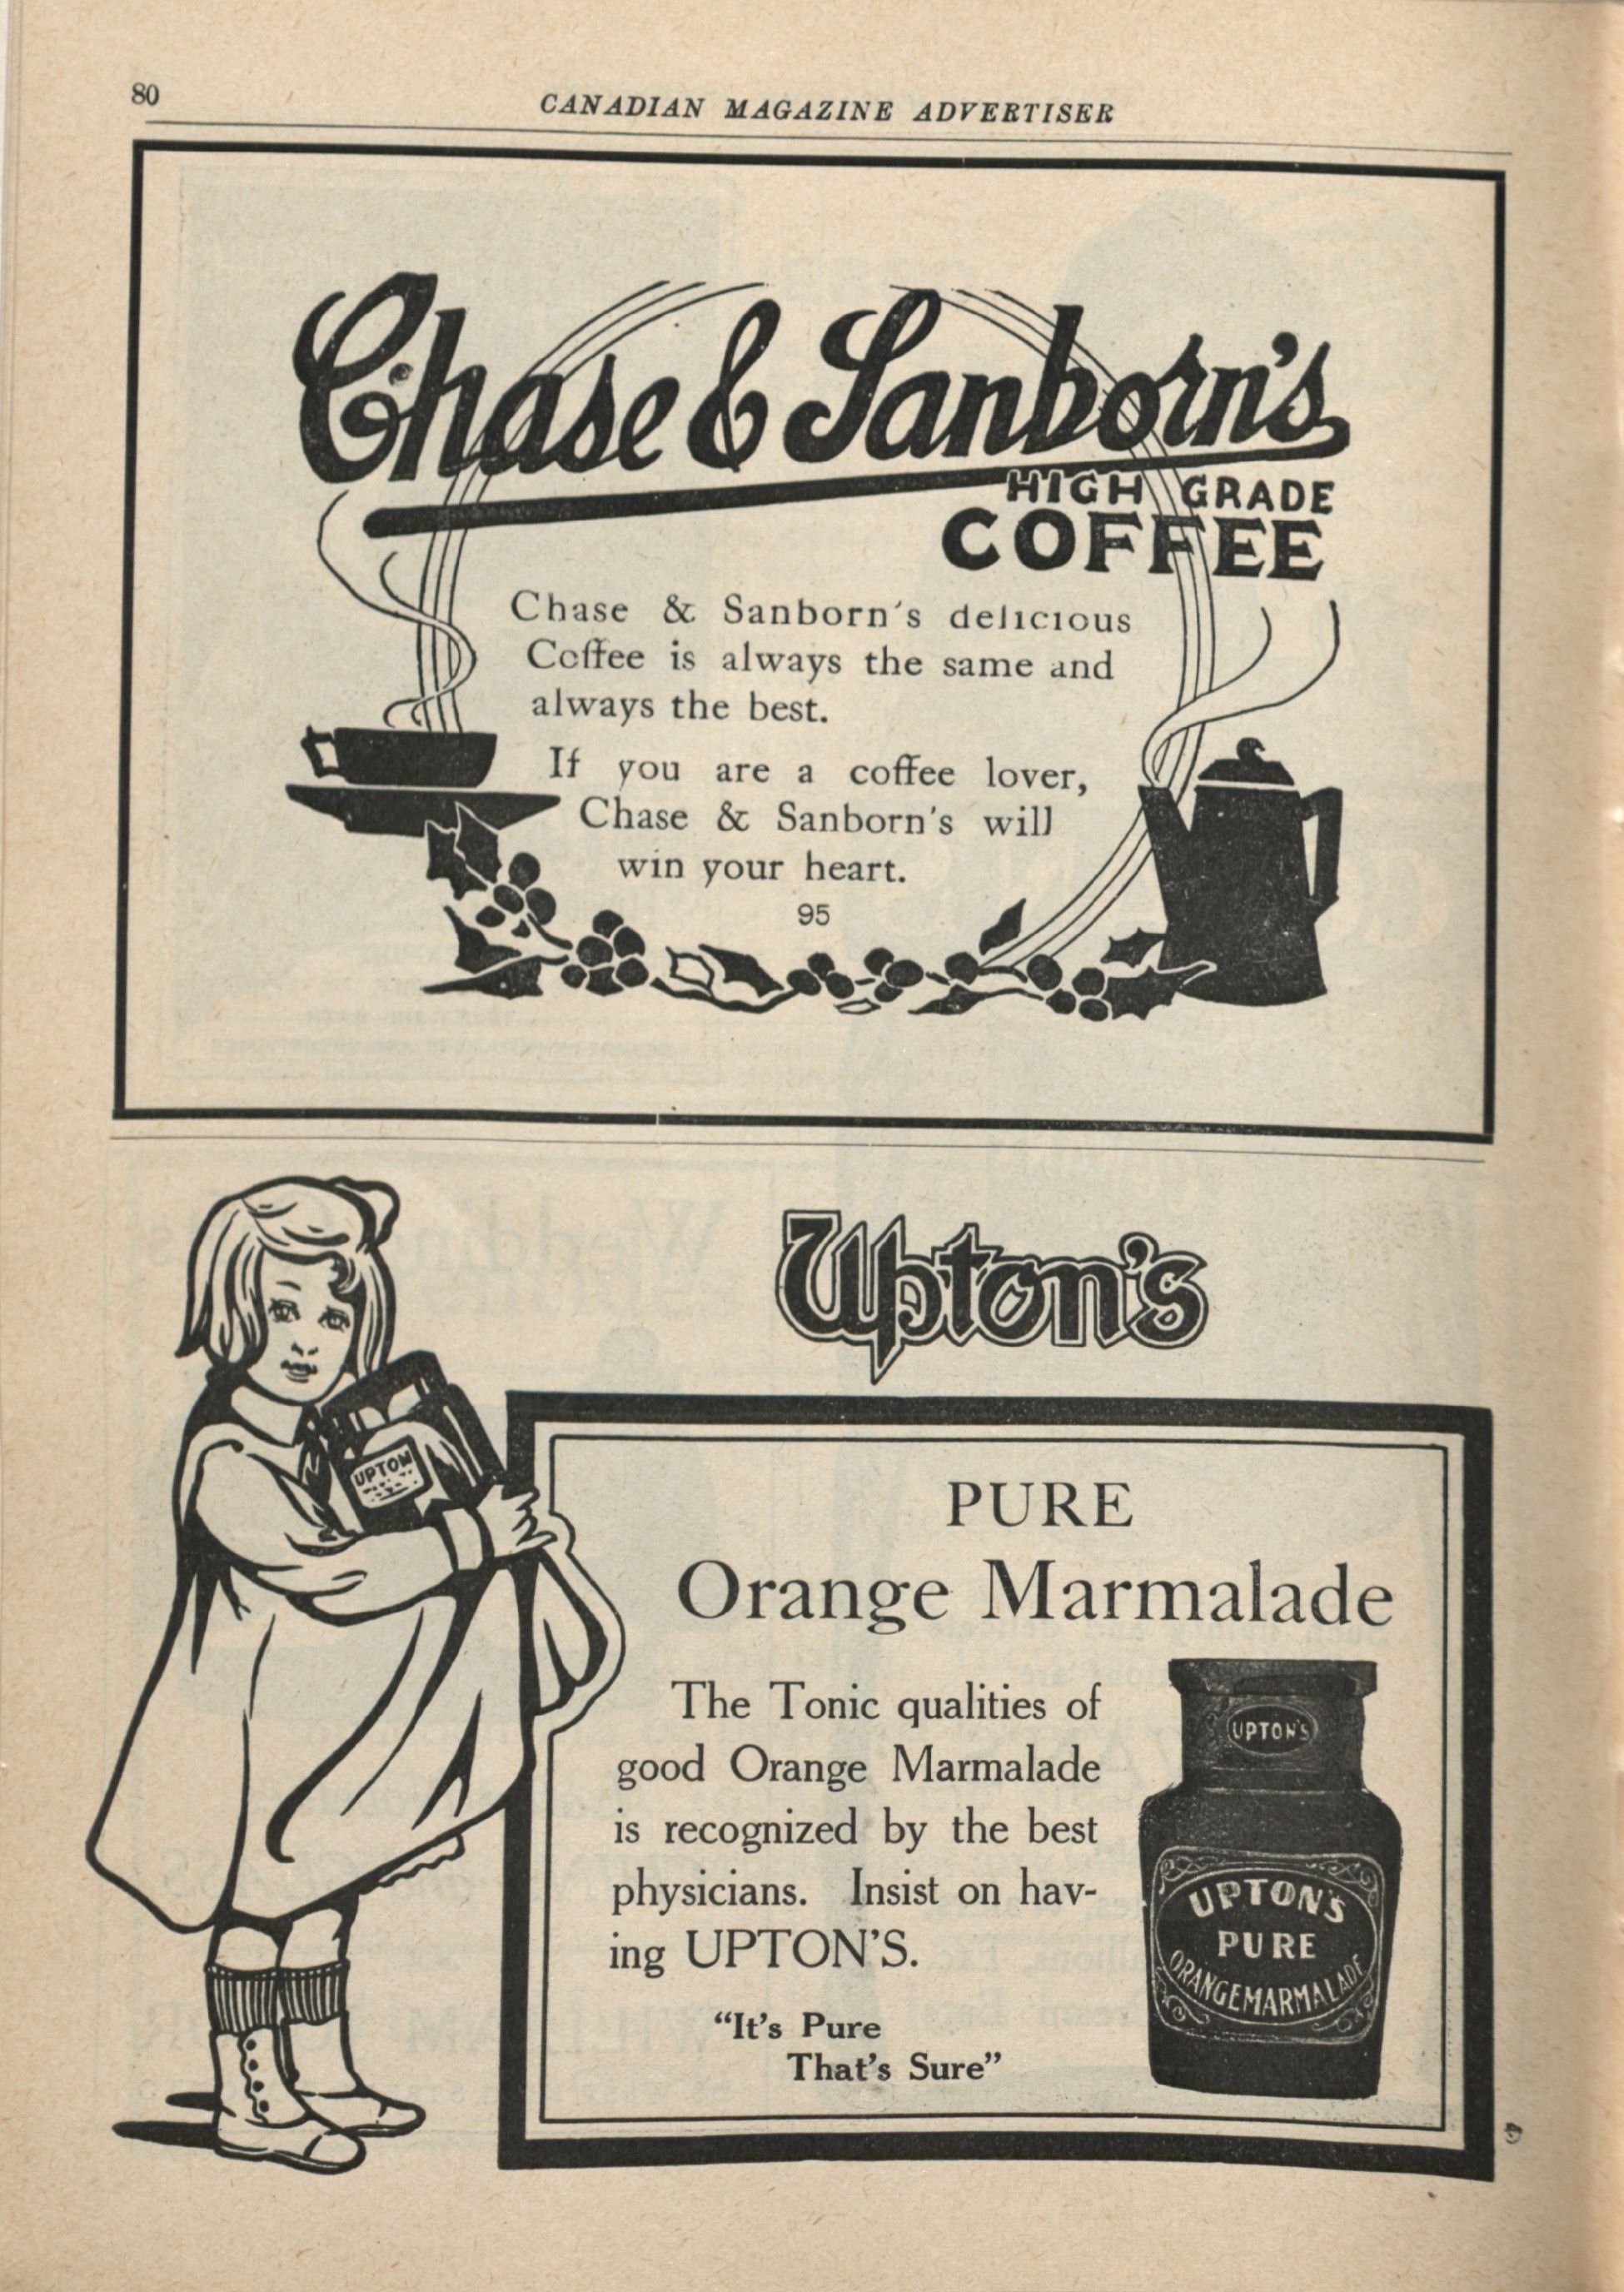 80
CANADIAN MAGAZINE ADVERTISER
Chase & Sanborn's
HIGH GRADE
COFFEE
Chase & Sanborn's delicious
Coffee is always the same and
always the best.
If you are a coffee lover,
Chase & Sanborn's will
win your heart.
95
Upton's
UPTON
PURE
Orange Marmalade
The Tonic qualities of
good Orange Marmalade
is recognized by the best
physicians. Insist on hav-
ing UPTON'S.
"It's Pure
That's Sure"
UPTON'S
UPTON'S
PURE
ORANGE MARMALADE